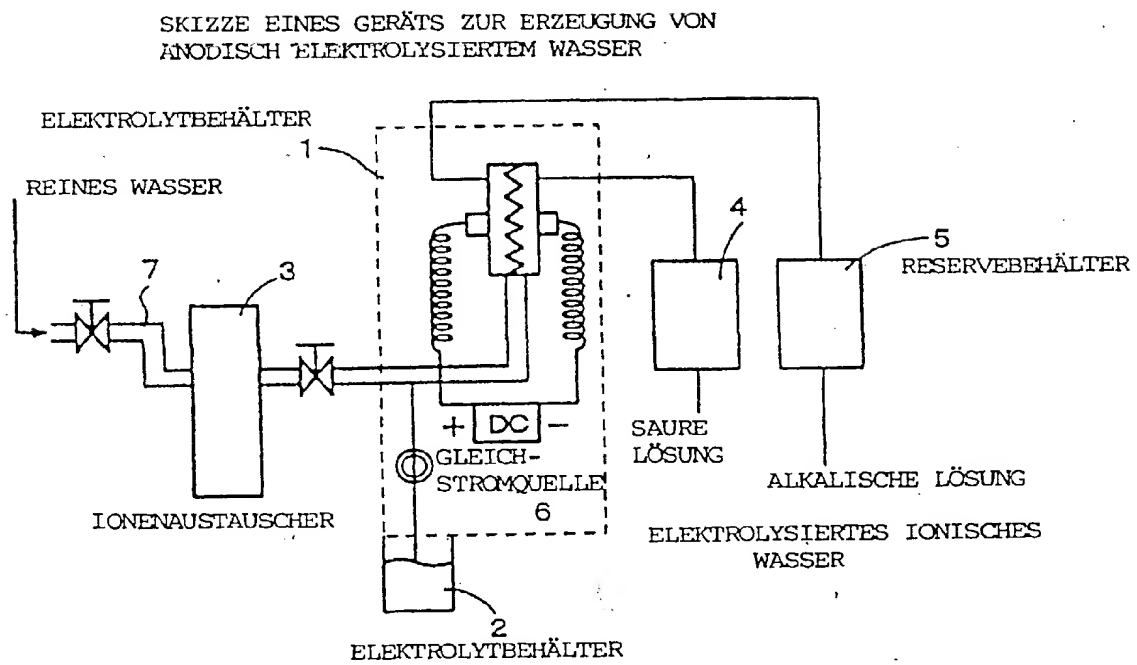 SKIZZE EINES GERÄTS ZUR ERZEUGUNG VON
ANODISCH ELEKTROLYSIERTEM WASSER
ELEKTROLYTBEHÄLTER
1
REINES WASSER
7
3
4
5
RESERVEBEHÄLTER
+ DC −
GLEICH-
STROMQUELLE
6
SAURE
LÖSUNG
ALKALISCHE LÖSUNG
IONENAUSTAUSCHER
ELEKTROLYSIERTES IONISCHES
WASSER
2
ELEKTROLYTBEHÄLTER